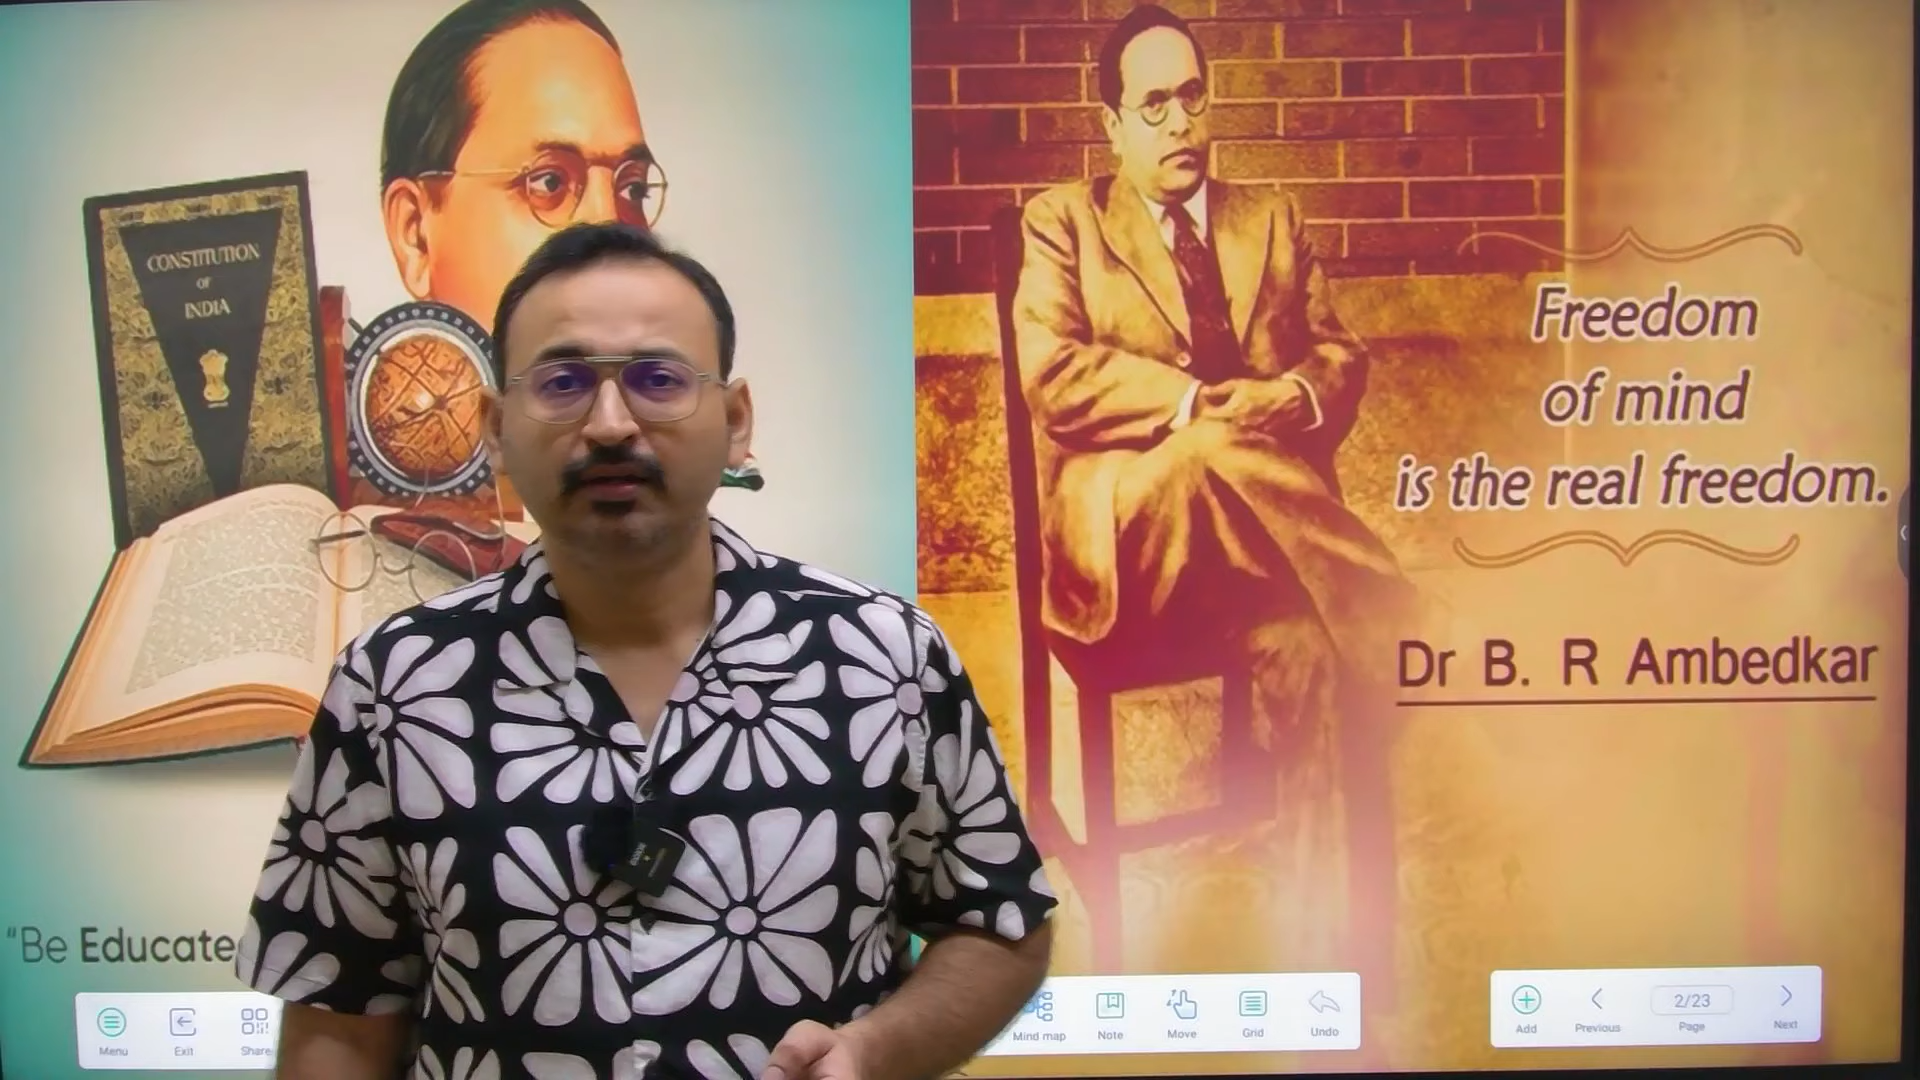 CONSTITUTION
OF
INDIA
Freedom
of mind
is the real freedom.
Dr B. R Ambedkar
"Be Educate
Menu
Exit
Share
Mind map
Note
Move
Grid
Undo
Add
Previous
2/23
Page
Next